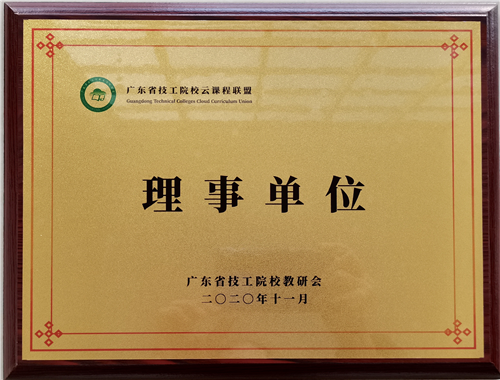 广东省技工院校云课程联盟
Guangdong Technical Colleges Cloud Curriculum Union
理事单位
广东省技工院校教研会
二〇二〇年十一月